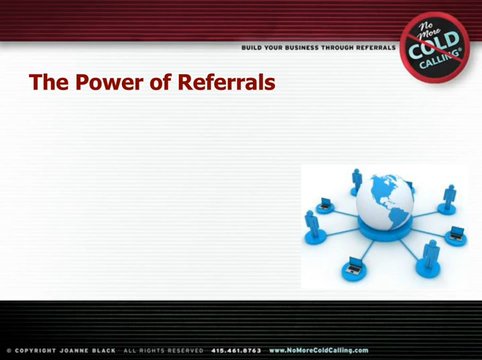 BUILD YOUR BUSINESS THROUGH REFERRALS
No
More
COLD
CALLING®
The Power of Referrals
© COPYRIGHT JOANNE BLACK ALL RIGHTS RESERVED 415.461.8763 www.NoMoreColdCalling.com